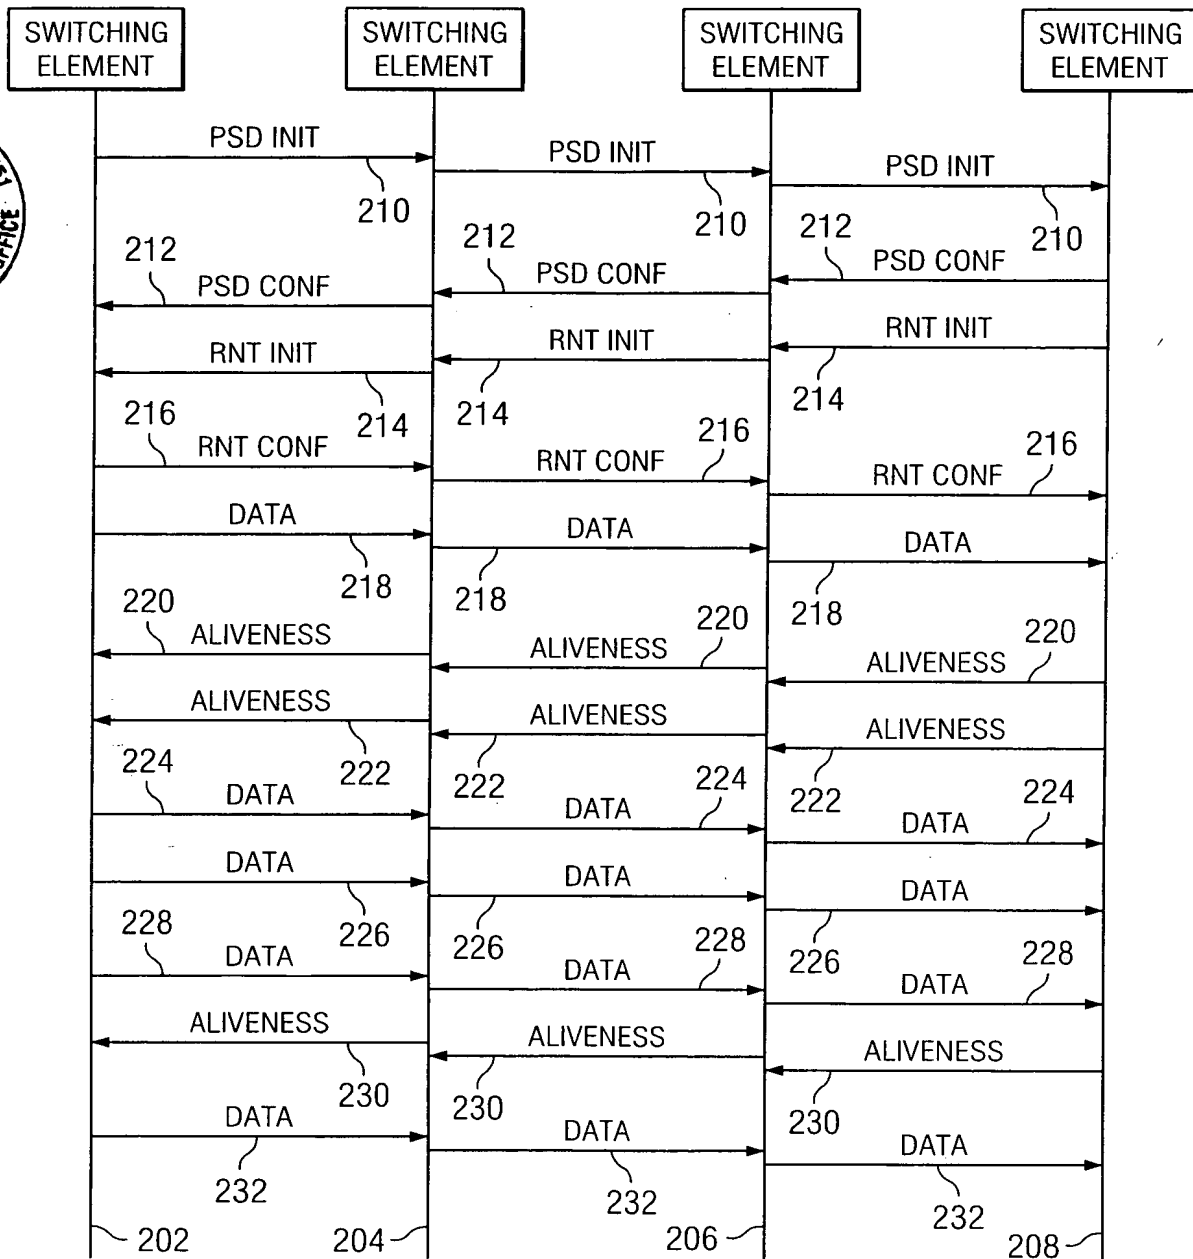 SWITCHING
ELEMENT
SWITCHING
ELEMENT
SWITCHING
ELEMENT
SWITCHING
ELEMENT
PSD INIT
PSD INIT
PSD INIT
210
210
210
212
212
212
PSD CONF
PSD CONF
PSD CONF
RNT INIT
RNT INIT
RNT INIT
214
214
214
216
216
216
RNT CONF
RNT CONF
RNT CONF
DATA
DATA
DATA
218
218
218
220
220
220
ALIVENESS
ALIVENESS
ALIVENESS
ALIVENESS
ALIVENESS
ALIVENESS
222
222
222
224
224
224
DATA
DATA
DATA
DATA
DATA
DATA
226
226
226
228
228
228
DATA
DATA
DATA
ALIVENESS
ALIVENESS
ALIVENESS
230
230
230
DATA
DATA
DATA
232
232
232
202
204
206
208